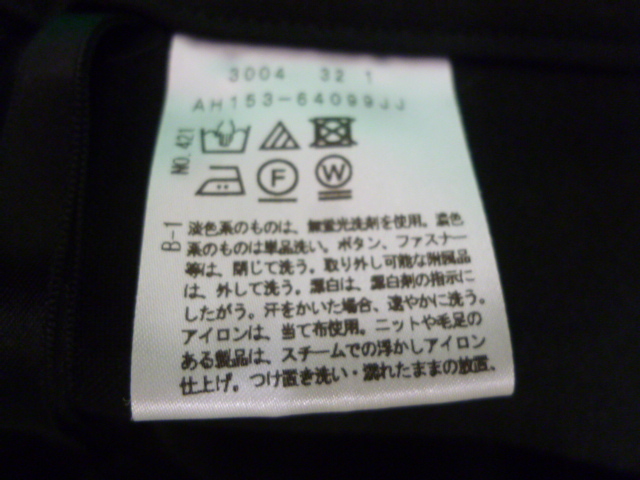 3004 32 1
AH153-64099JJ
NO.421
F W
B-1
淡色系のものは、無蛍光洗剤を使用。濃色
系のものは単品洗い。ボタン、ファスナー
等は、閉じて洗う。取り外し可能な附属品
は、外して洗う。漂白は、漂白剤の指示に
したがう。汗をかいた場合、速やかに洗う。
アイロンは、当て布使用。ニットや毛足の
ある製品は、スチームでの浮かしアイロン
仕上げ。つけ置き洗い・濡れたままの放置、